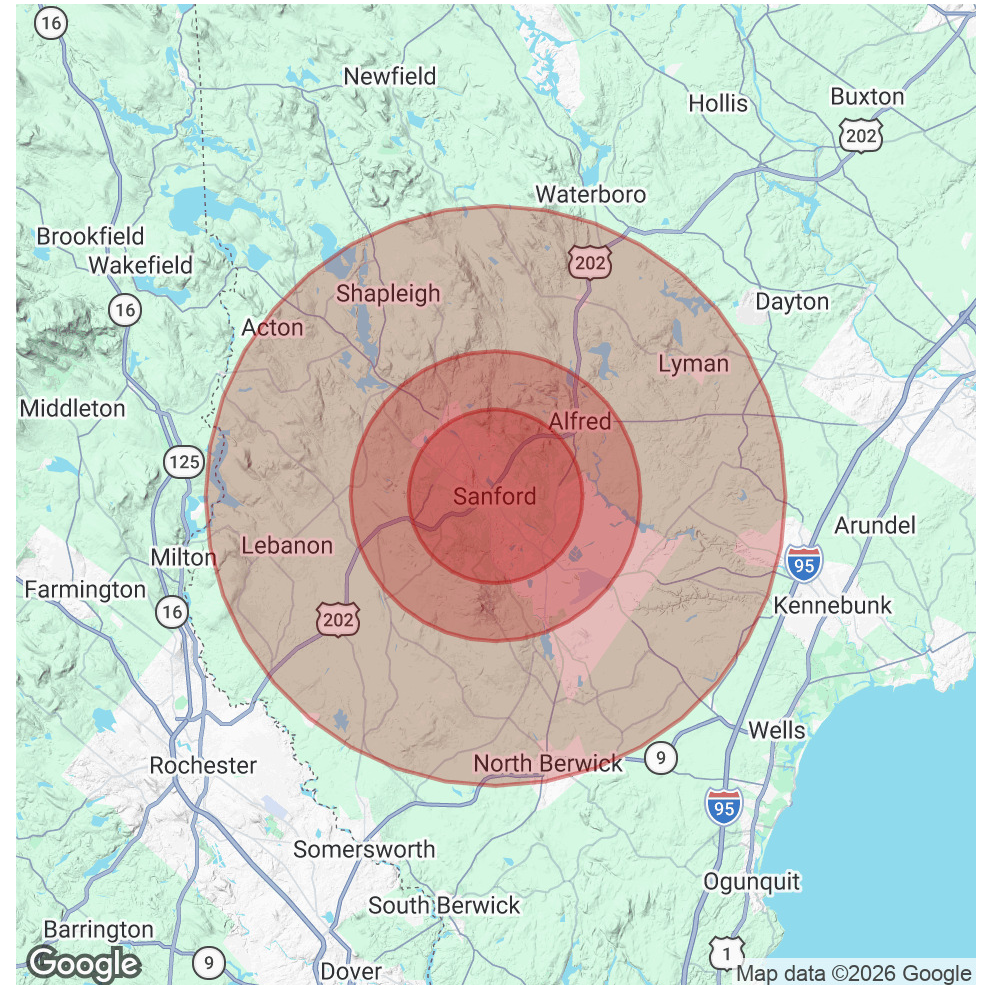 16
Newfield
Hollis
Buxton
202
Waterboro
Brookfield
Wakefield
202
Shapleigh
Dayton
16
Acton
Lyman
Middleton
Alfred
125
Sanford
Arundel
Lebanon
Milton
95
Farmington
Kennebunk
16
202
Wells
North Berwick
9
Rochester
95
Somersworth
Ogunquit
South Berwick
Barrington
1
Google
9
Dover
Map data ©2026 Google